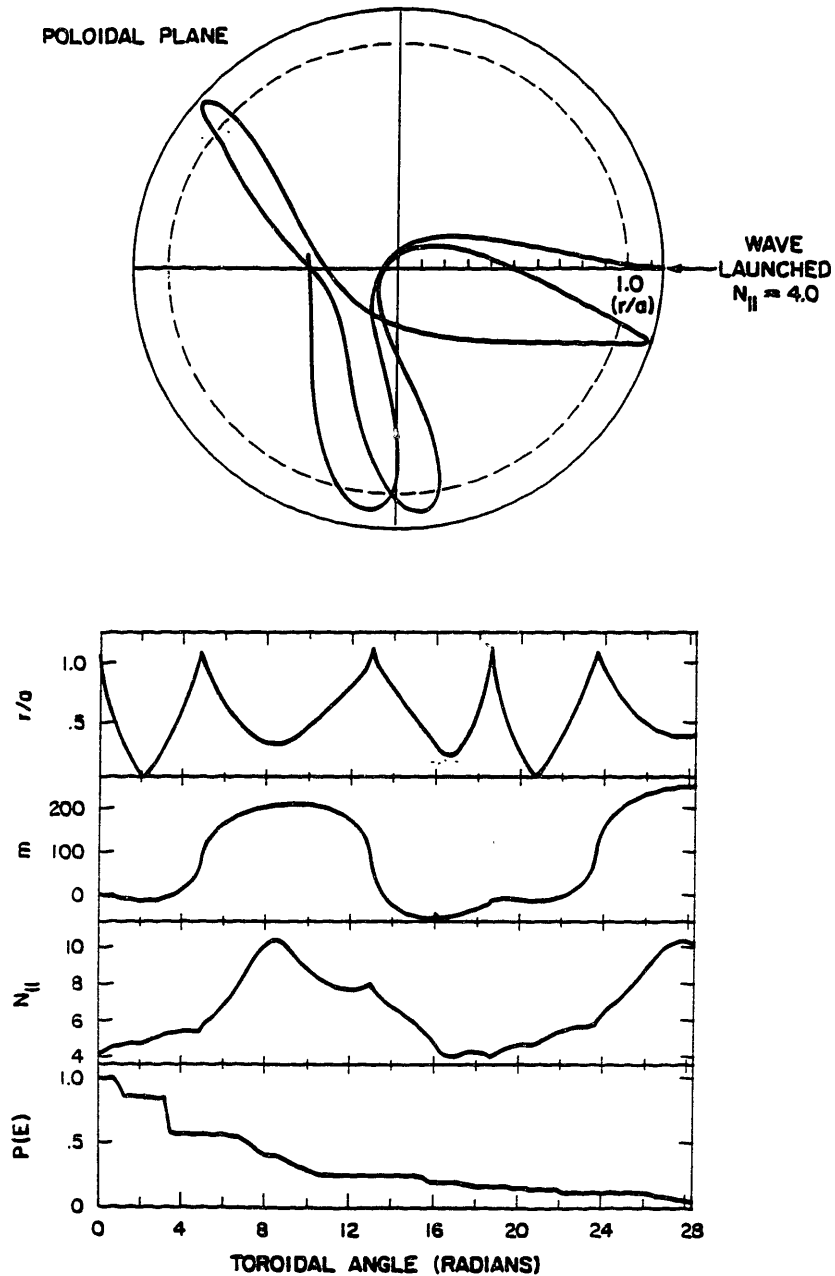 POLOIDAL PLANE
WAVE
LAUNCHED
N|| = 4.0
1.0
(r/a)
r/a
1.0
.5
m
200
100
0
N||
10
8
6
4
P(E)
1.0
.5
0
0 4 8 12 16 20 24 28
TOROIDAL ANGLE (RADIANS)